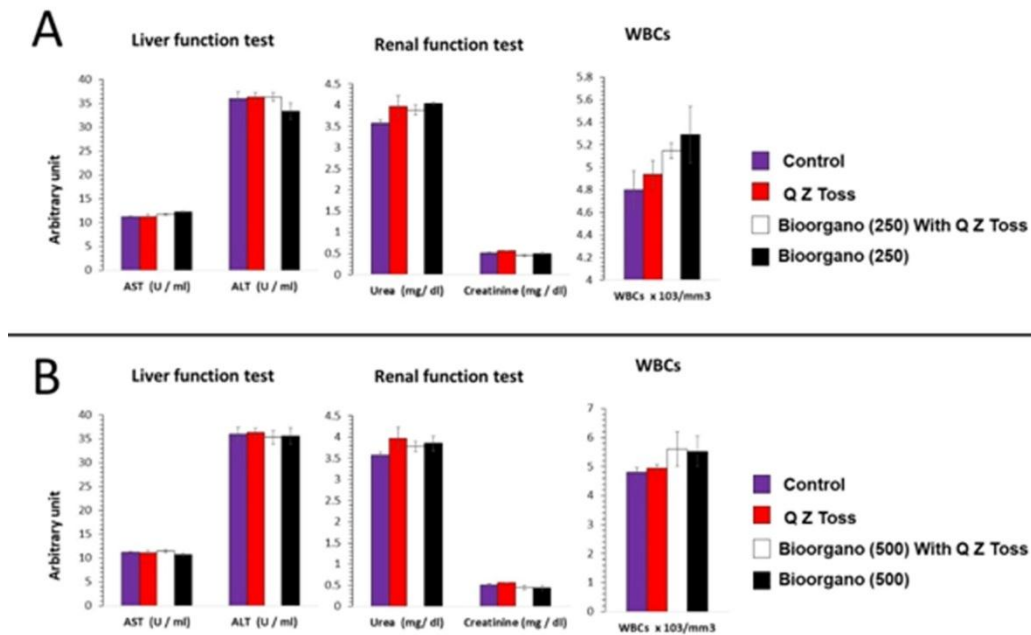 A
Liver function test
Renal function test
WBCs
Arbitrary unit
40
35
30
25
20
15
10
5
0
AST (U / ml)
ALT (U / ml)
4.5
4
3.5
3
2.5
2
1.5
1
0.5
0
Urea (mg/ dl)
Creatinine (mg / dl)
5.8
5.6
5.4
5.2
5
4.8
4.6
4.4
4.2
4
WBCs x 103/mm3
Control
Q Z Toss
Bioorgano (250) With Q Z Toss
Bioorgano (250)
B
Liver function test
Renal function test
WBCs
Arbitrary unit
40
35
30
25
20
15
10
5
0
AST (U / ml)
ALT (U / ml)
4.5
4
3.5
3
2.5
2
1.5
1
0.5
0
Urea (mg/ dl)
Creatinine (mg / dl)
7
6
5
4
3
2
1
0
WBCs x 103/mm3
Control
Q Z Toss
Bioorgano (500) With Q Z Toss
Bioorgano (500)